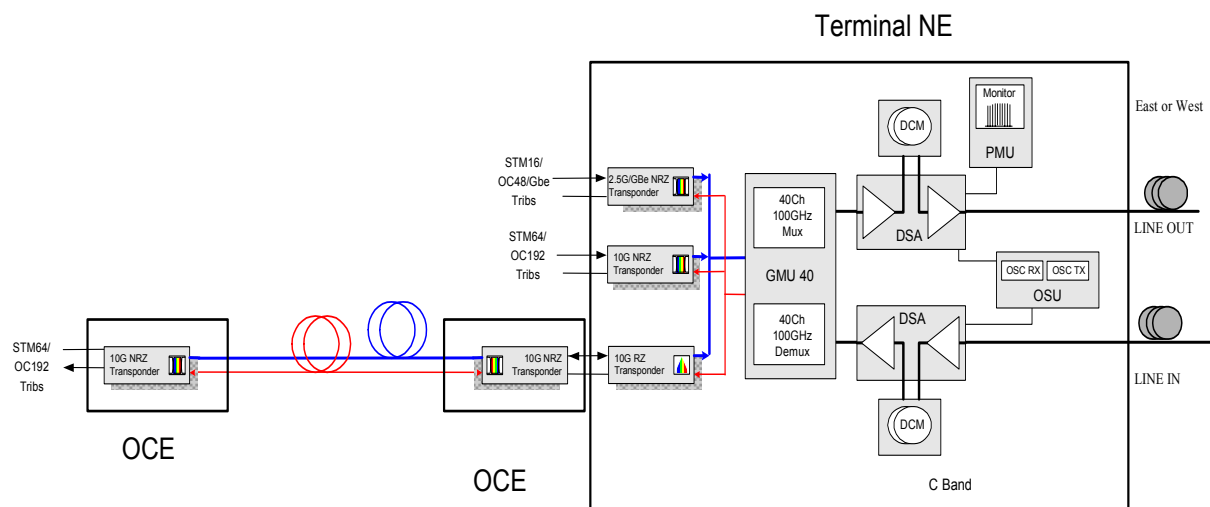 Terminal NE
Monitor
PMU
East or West
DCM
STM16/
OC48/Gbe
Tribs
2.5G/GBe NRZ
Transponder
40Ch
100GHz
Mux
DSA
LINE OUT
STM64/
OC192
Tribs
10G NRZ
Transponder
GMU 40
OSC RX
OSC TX
OSU
40Ch
100GHz
Demux
DSA
STM64/
OC192
Tribs
10G NRZ
Transponder
10G NRZ
Transponder
10G RZ
Transponder
LINE IN
DCM
OCE
OCE
C Band